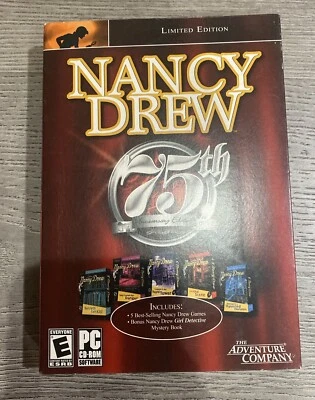 LIMITED EDITION
NANCY
DREW
75th
INCLUDES:
• 5 Best-Selling Nancy Drew Games
• Bonus Nancy Drew Girl Detective
Mystery Book
EVERYONE
E
ESRB
PC
CD-ROM
SOFTWARE
THE
ADVENTURE
COMPANY